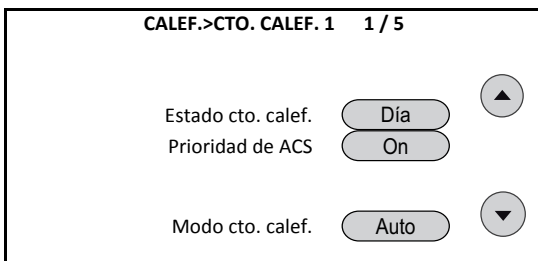 CALEF.>CTO. CALEF. 1 1 / 5
Estado cto. calef. Día
Prioridad de ACS On
Modo cto. calef. Auto